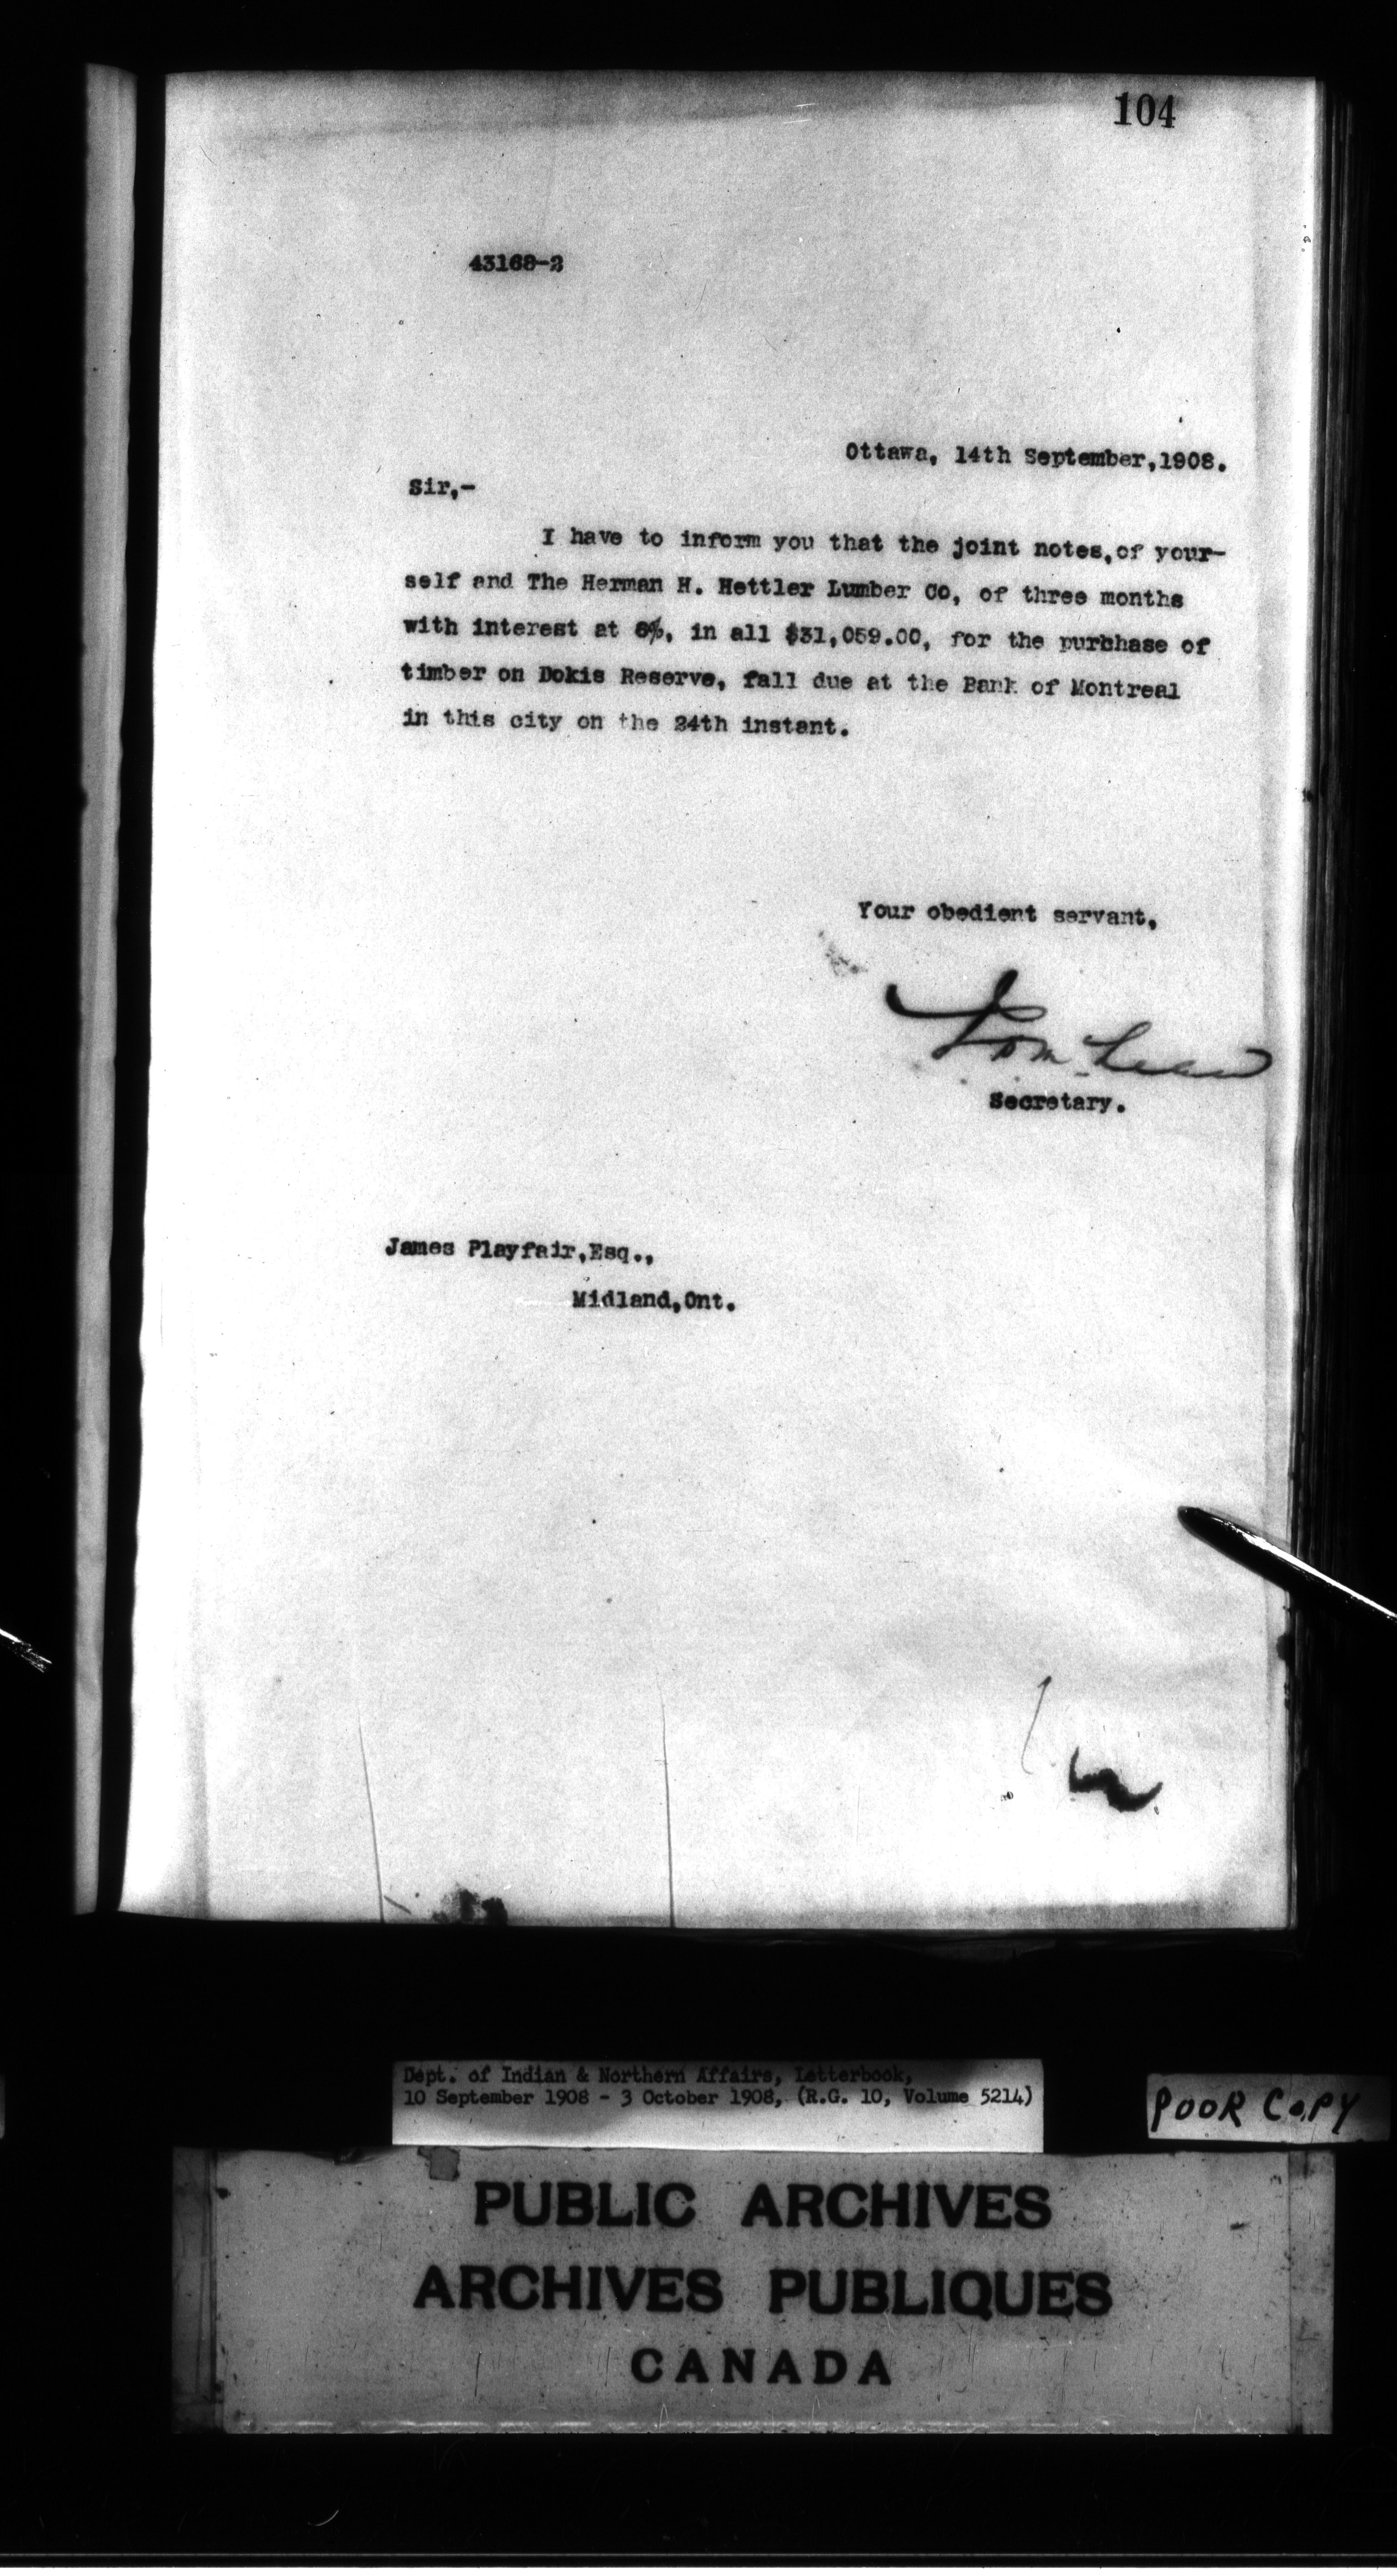 104
43168-2
Ottawa, 14th September,1908.
Sir,-
I have to inform you that the joint notes,of your-
self and The Herman H. Hettler Lumber Co, of three months
with interest at 6%, in all $31,059.00, for the purchase of
timber on Dokis Reserve, fall due at the Bank of Montreal
in this city on the 24th instant.
Your obedient servant,
Secretary.
James Playfair,Esq.,
Midland,Ont.
Dept. of Indian & Northern Affairs, Letterbook,
10 September 1908 - 3 October 1908, (R.G. 10, Volume 5214)
POOR COPY
PUBLIC ARCHIVES
ARCHIVES PUBLIQUES
CANADA